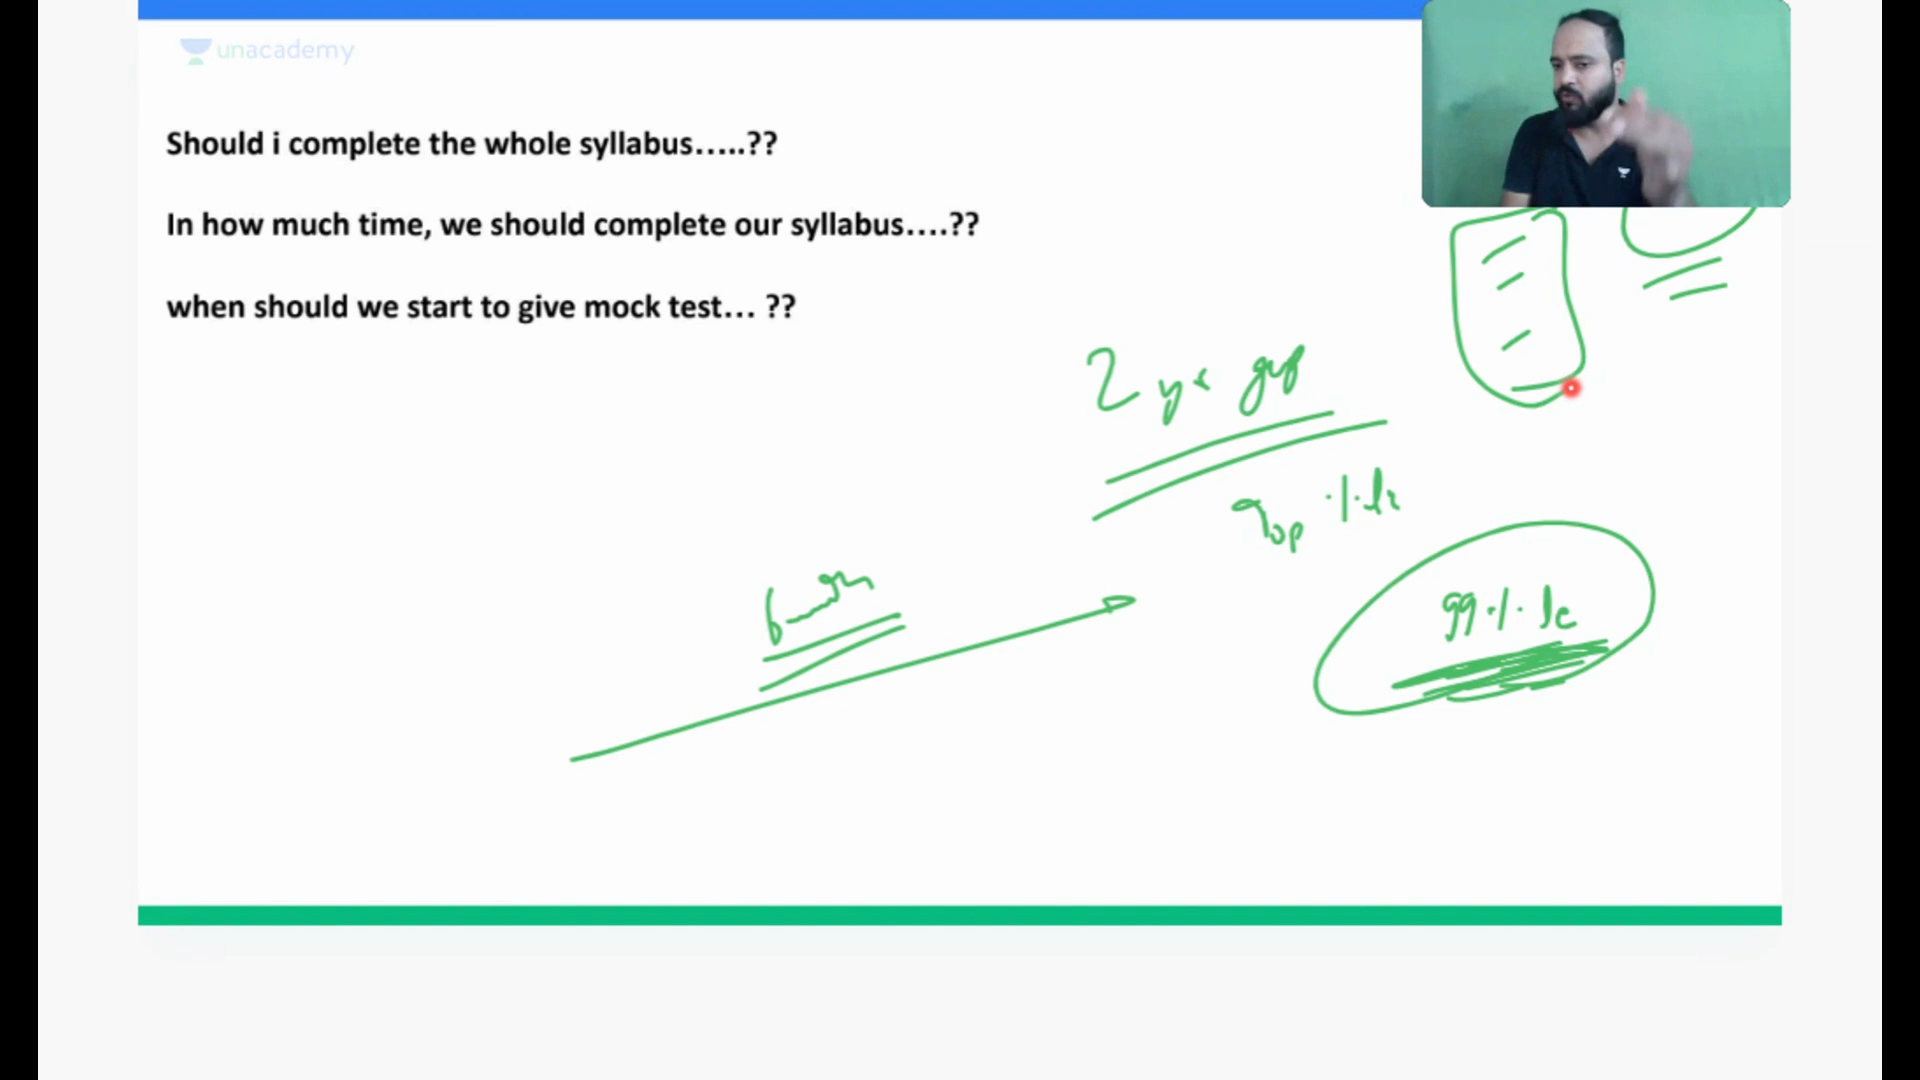 unacademy
Should i complete the whole syllabus…..??
In how much time, we should complete our syllabus….??
when should we start to give mock test… ??
2 yr gap
%le
99 %le